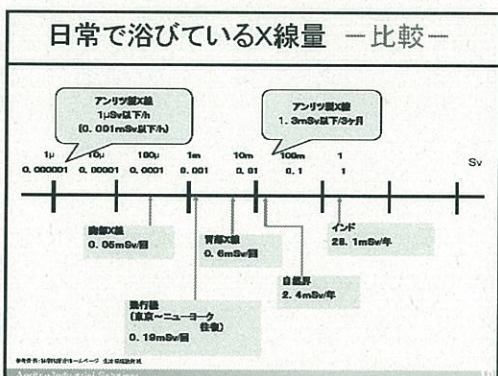 日常で浴びているX線量 －比較－
アンリツ製X線
1μSv以下/h
(0.001mSv以下/h)
アンリツ製X線
1.3mSv以下/3ヶ月
1μ 10μ 100μ 1m 10m 100m 1
0.000001 0.00001 0.0001 0.001 0.01 0.1 1
Sv
胸部X線
0.05mSv/回
胃部X線
0.6mSv/回
インド
28.1mSv/年
自然界
2.4mSv/年
飛行機
(東京～ニューヨーク
往復)
0.19mSv/回